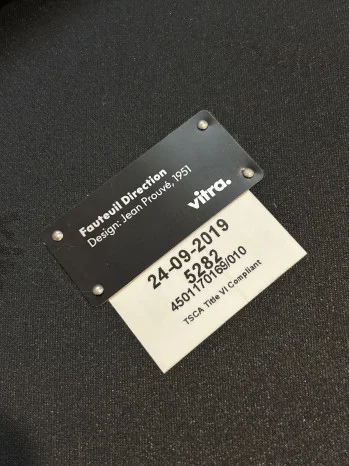 Fauteuil Direction
Design: Jean Prouvé, 1951
vitra.
24-09-2019
5282
4501170169/010
TSCA Title VI Compliant